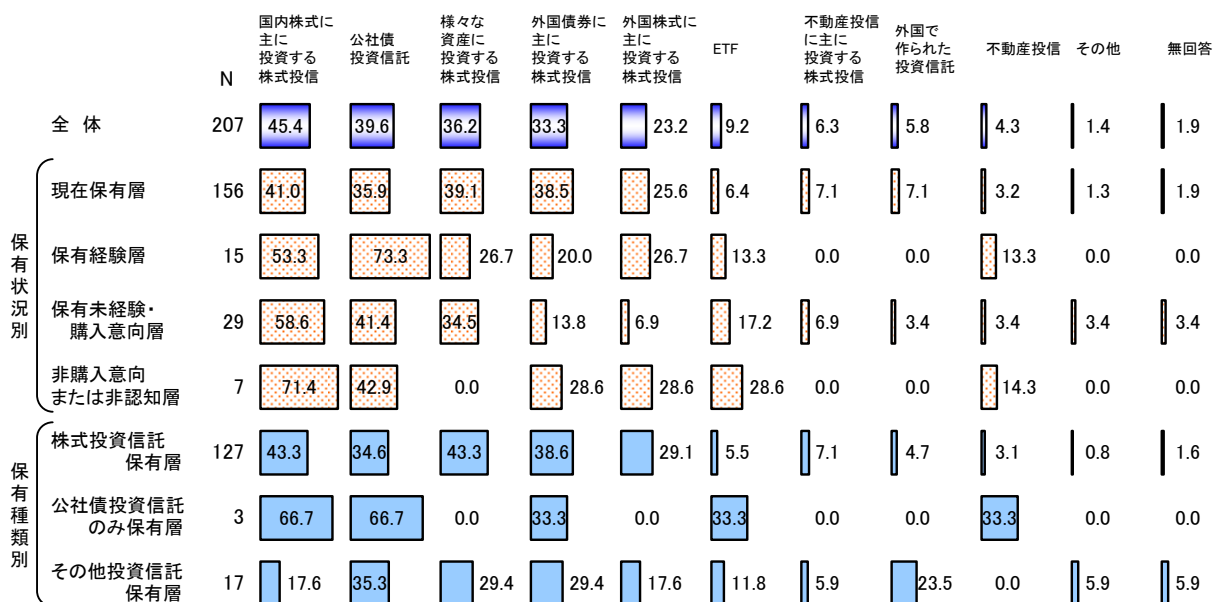 国内株式に
主に
投資する
株式投信
公社債
投資信託
様々な
資産に
投資する
株式投信
外国債券に
主に
投資する
株式投信
外国株式に
主に
投資する
株式投信
ETF
不動産投信
に主に
投資する
株式投信
外国で
作られた
投資信託
不動産投信
その他
無回答
N
全 体 207 45.4 39.6 36.2 33.3 23.2 9.2 6.3 5.8 4.3 1.4 1.9
保有状況別
現在保有層 156 41.0 35.9 39.1 38.5 25.6 6.4 7.1 7.1 3.2 1.3 1.9
保有経験層 15 53.3 73.3 26.7 20.0 26.7 13.3 0.0 0.0 13.3 0.0 0.0
保有未経験・
購入意向層 29 58.6 41.4 34.5 13.8 6.9 17.2 6.9 3.4 3.4 3.4 3.4
非購入意向
または非認知層 7 71.4 42.9 0.0 28.6 28.6 28.6 0.0 0.0 14.3 0.0 0.0
保有種類別
株式投資信託
保有層 127 43.3 34.6 43.3 38.6 29.1 5.5 7.1 4.7 3.1 0.8 1.6
公社債投資信託
のみ保有層 3 66.7 66.7 0.0 33.3 0.0 33.3 0.0 0.0 33.3 0.0 0.0
その他投資信託
保有層 17 17.6 35.3 29.4 29.4 17.6 11.8 5.9 23.5 0.0 5.9 5.9